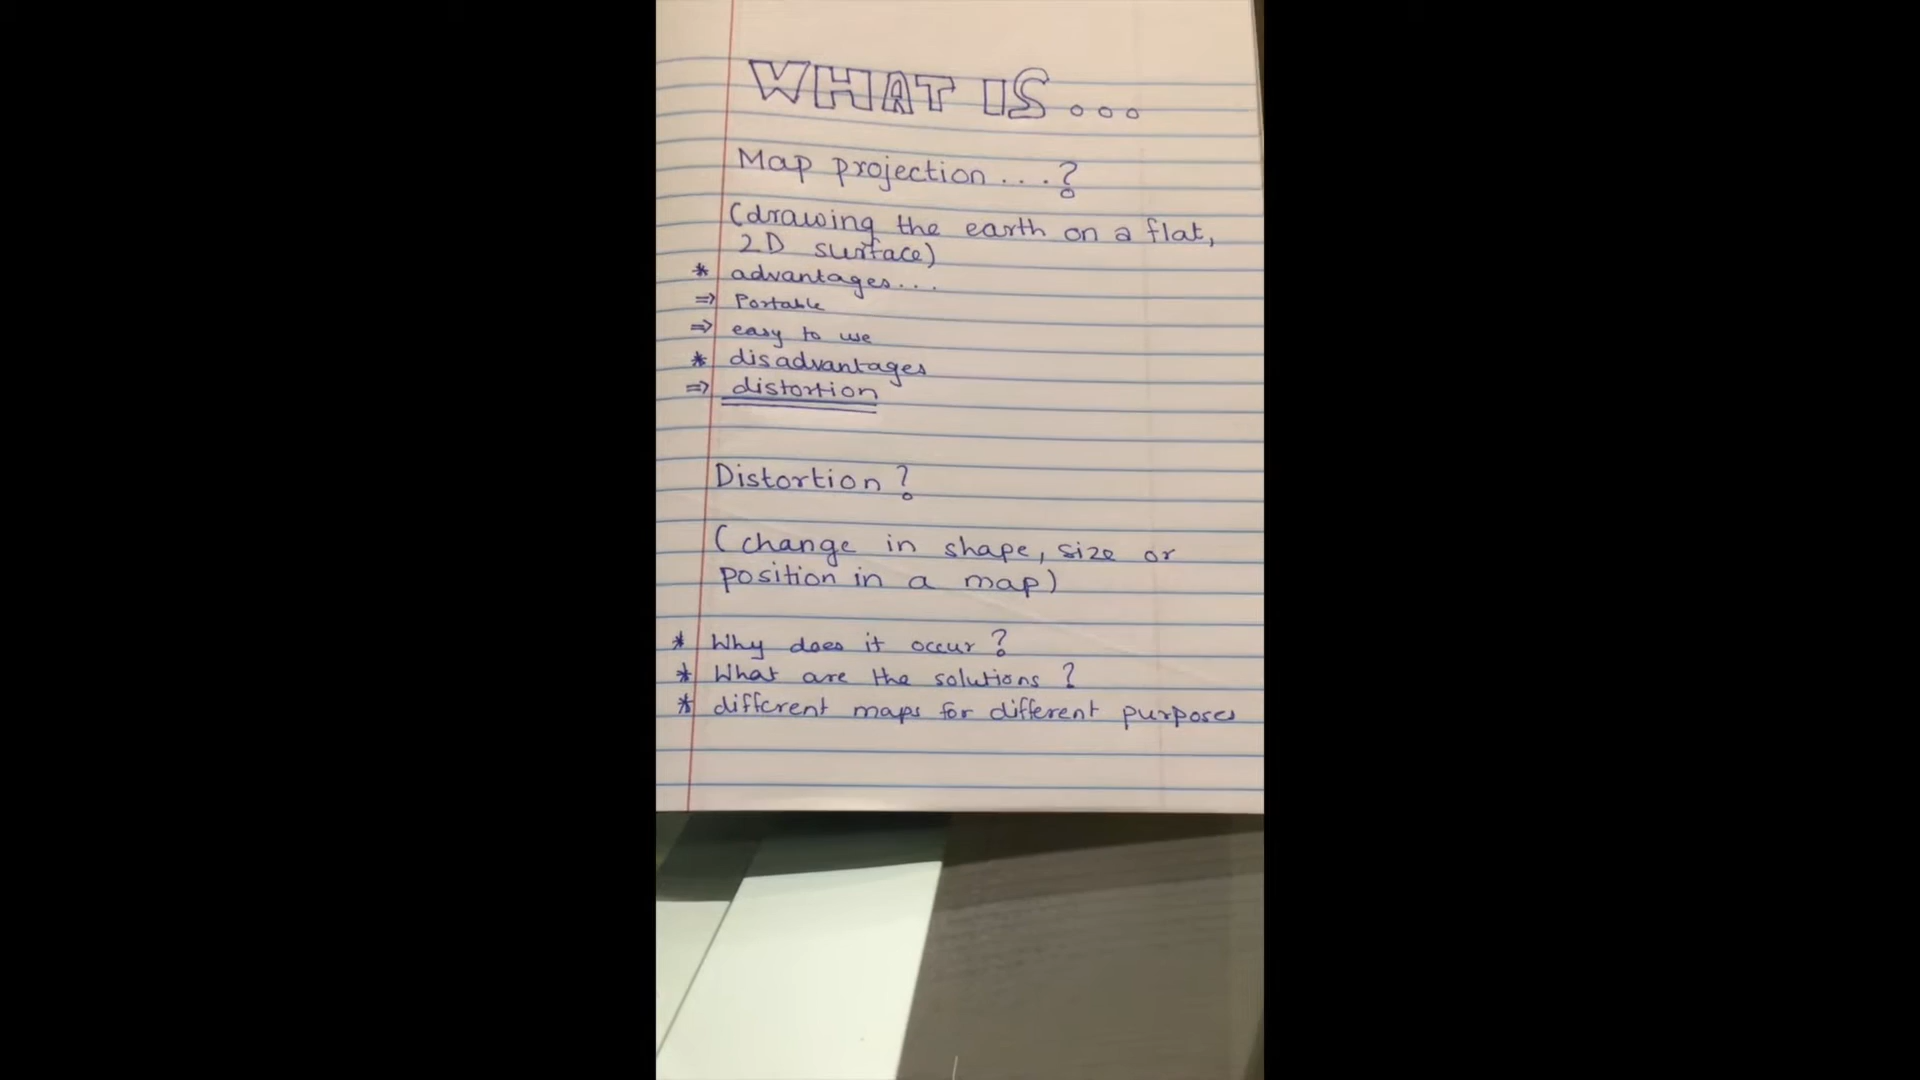 WHAT IS...
Map projection....?
(drawing the earth on a flat,
2D surface)
* advantages...
⇒ Portable
⇒ easy to use
* disadvantages
⇒ distortion
Distortion?
(change in shape, size or
position in a map)
* Why does it occur?
* What are the solutions?
* different maps for different purposes